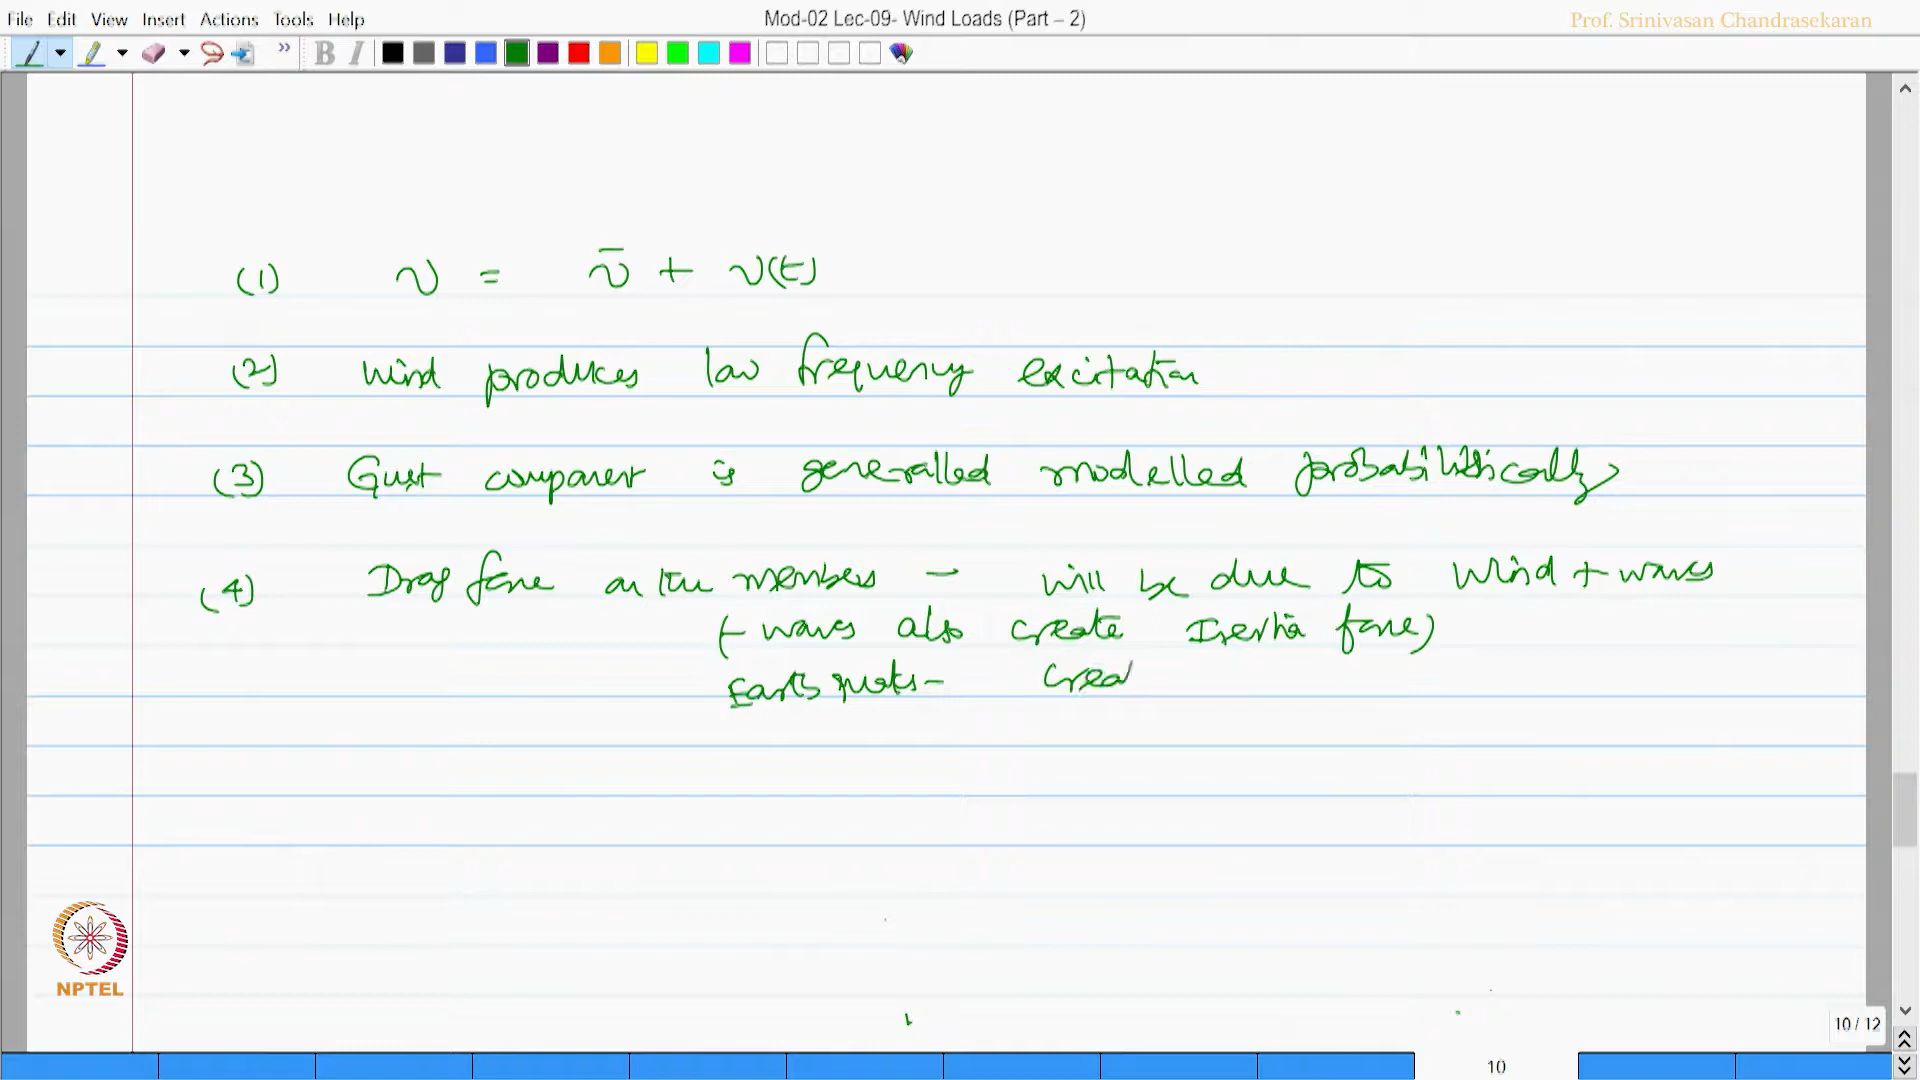 File Edit View Insert Actions Tools Help
Mod-02 Lec-09- Wind Loads (Part – 2)
Prof. Srinivasan Chandrasekaran
B I
(1) v = v̄ + v(t)
(2) Wind produces low frequency excitation
(3) Gust component is generalled modelled probabilistically
(4) Drag force on the members - will be due to wind + waves
(- waves also create Inertia force)
Earthquakes - crea
NPTEL
10 / 12
10